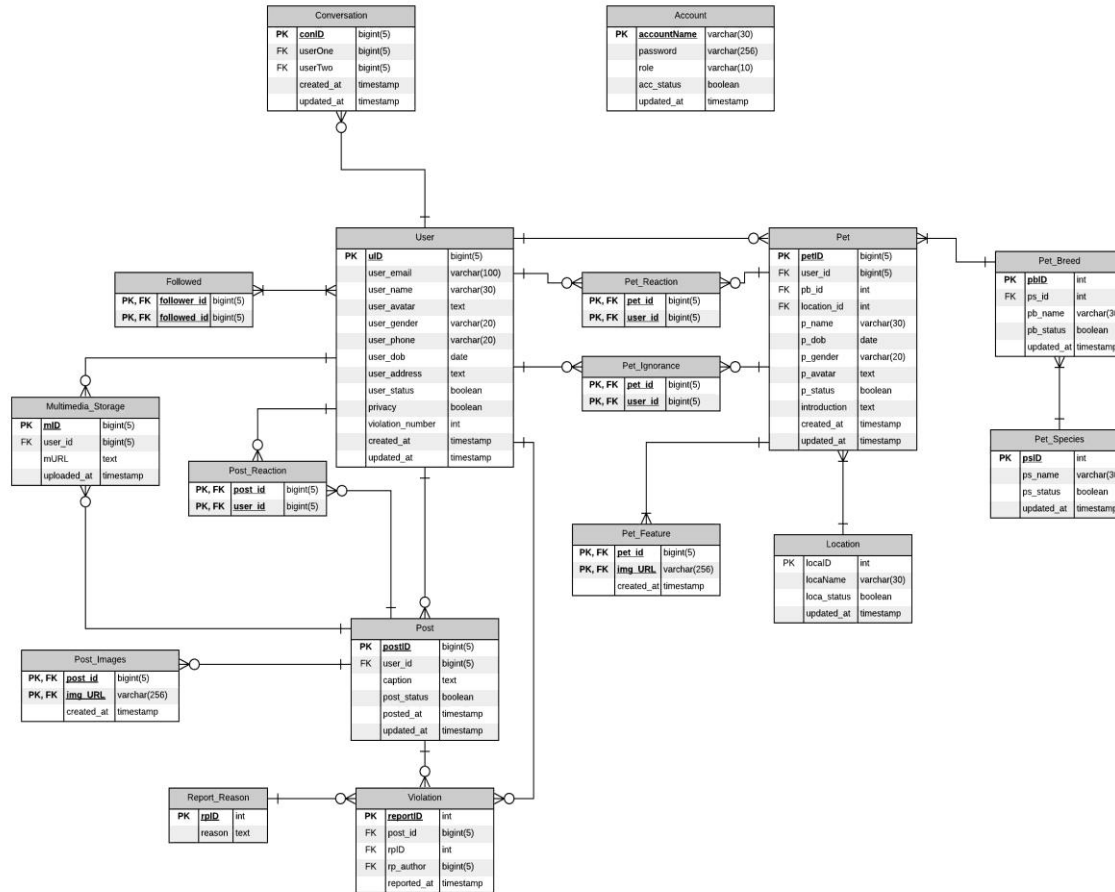 Conversation
PK conID bigint(5)
FK userOne bigint(5)
FK userTwo bigint(5)
created_at timestamp
updated_at timestamp
Account
PK accountName varchar(30)
password varchar(256)
role varchar(10)
acc_status boolean
updated_at timestamp
User
PK uID bigint(5)
user_email varchar(100)
user_name varchar(30)
user_avatar text
user_gender varchar(20)
user_phone varchar(20)
user_dob date
user_address text
user_status boolean
privacy boolean
violation_number int
created_at timestamp
updated_at timestamp
Pet
PK petID bigint(5)
FK user_id bigint(5)
FK pb_id int
FK location_id int
p_name varchar(30)
p_dob date
p_gender varchar(20)
p_avatar text
p_status boolean
introduction text
created_at timestamp
updated_at timestamp
Pet_Breed
PK pbID int
FK ps_id int
pb_name varchar(30
pb_status boolean
updated_at timestamp
Followed
PK, FK follower_id bigint(5)
PK, FK followed_id bigint(5)
Pet_Reaction
PK, FK pet_id bigint(5)
PK, FK user_id bigint(5)
Pet_Ignorance
PK, FK pet_id bigint(5)
PK, FK user_id bigint(5)
Multimedia_Storage
PK mID bigint(5)
FK user_id bigint(5)
mURL text
uploaded_at timestamp
Pet_Species
PK psID int
ps_name varchar(30
ps_status boolean
updated_at timestamp
Post_Reaction
PK, FK post_id bigint(5)
PK, FK user_id bigint(5)
Pet_Feature
PK, FK pet_id bigint(5)
PK, FK img_URL varchar(256)
created_at timestamp
Location
PK locaID int
locaName varchar(30)
loca_status boolean
updated_at timestamp
Post
PK postID bigint(5)
FK user_id bigint(5)
caption text
post_status boolean
posted_at timestamp
updated_at timestamp
Post_Images
PK, FK post_id bigint(5)
PK, FK img_URL varchar(256)
created_at timestamp
Report_Reason
PK rpID int
reason text
Violation
PK reportID int
FK post_id bigint(5)
FK rpID int
FK rp_author bigint(5)
reported_at timestamp